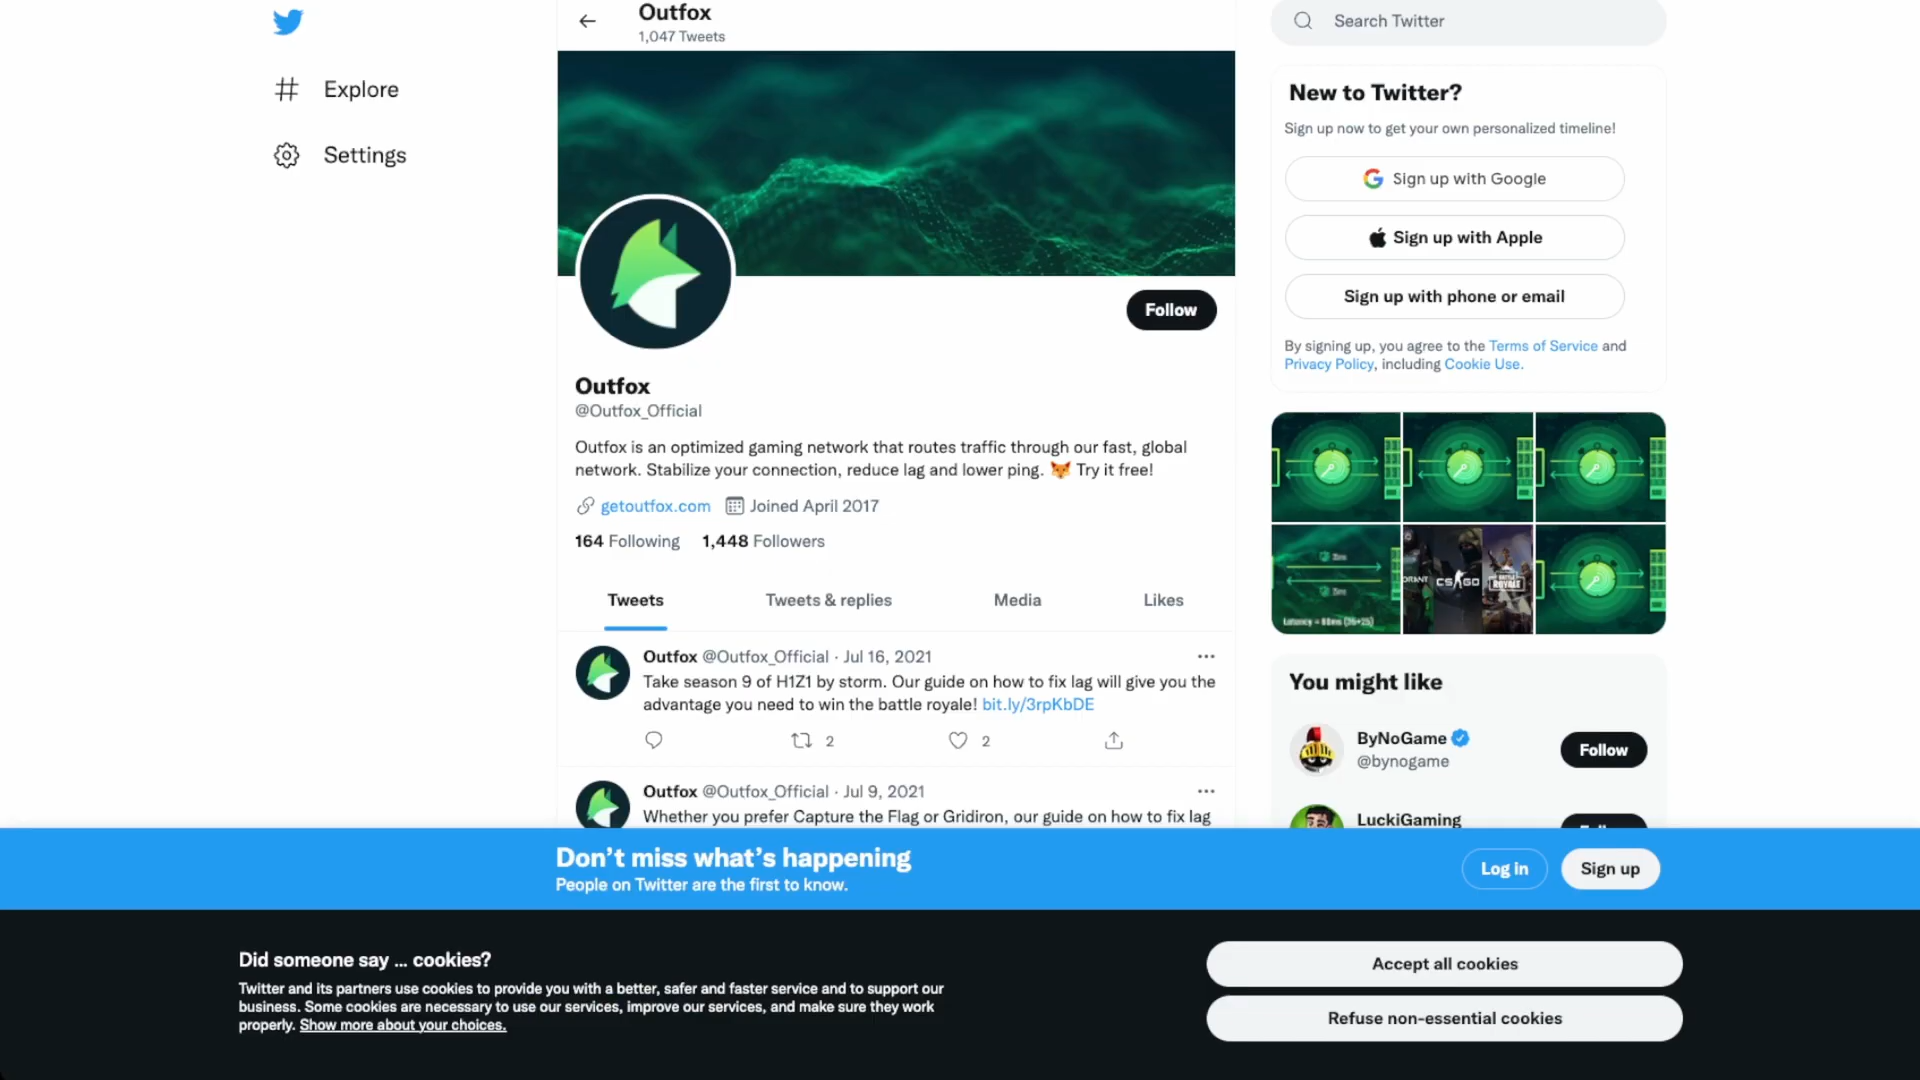 Outfox
1,047 Tweets
Search Twitter
Explore
Settings
New to Twitter?
Sign up now to get your own personalized timeline!
Sign up with Google
Sign up with Apple
Sign up with phone or email
By signing up, you agree to the Terms of Service and
Privacy Policy, including Cookie Use.
Follow
Outfox
@Outfox_Official
Outfox is an optimized gaming network that routes traffic through our fast, global
network. Stabilize your connection, reduce lag and lower ping. 🦊 Try it free!
getoutfox.com Joined April 2017
164 Following 1,448 Followers
Tweets Tweets & replies Media Likes
Outfox @Outfox_Official · Jul 16, 2021
Take season 9 of H1Z1 by storm. Our guide on how to fix lag will give you the
advantage you need to win the battle royale! bit.ly/3rpKbDE
2 2
Outfox @Outfox_Official · Jul 9, 2021
Whether you prefer Capture the Flag or Gridiron, our guide on how to fix lag
CS GO
BATTLE
ROYALE
You might like
ByNoGame
@bynogame
Follow
LuckiGaming
Don't miss what's happening
People on Twitter are the first to know.
Log in
Sign up
Did someone say … cookies?
Twitter and its partners use cookies to provide you with a better, safer and faster service and to support our
business. Some cookies are necessary to use our services, improve our services, and make sure they work
properly. Show more about your choices.
Accept all cookies
Refuse non-essential cookies